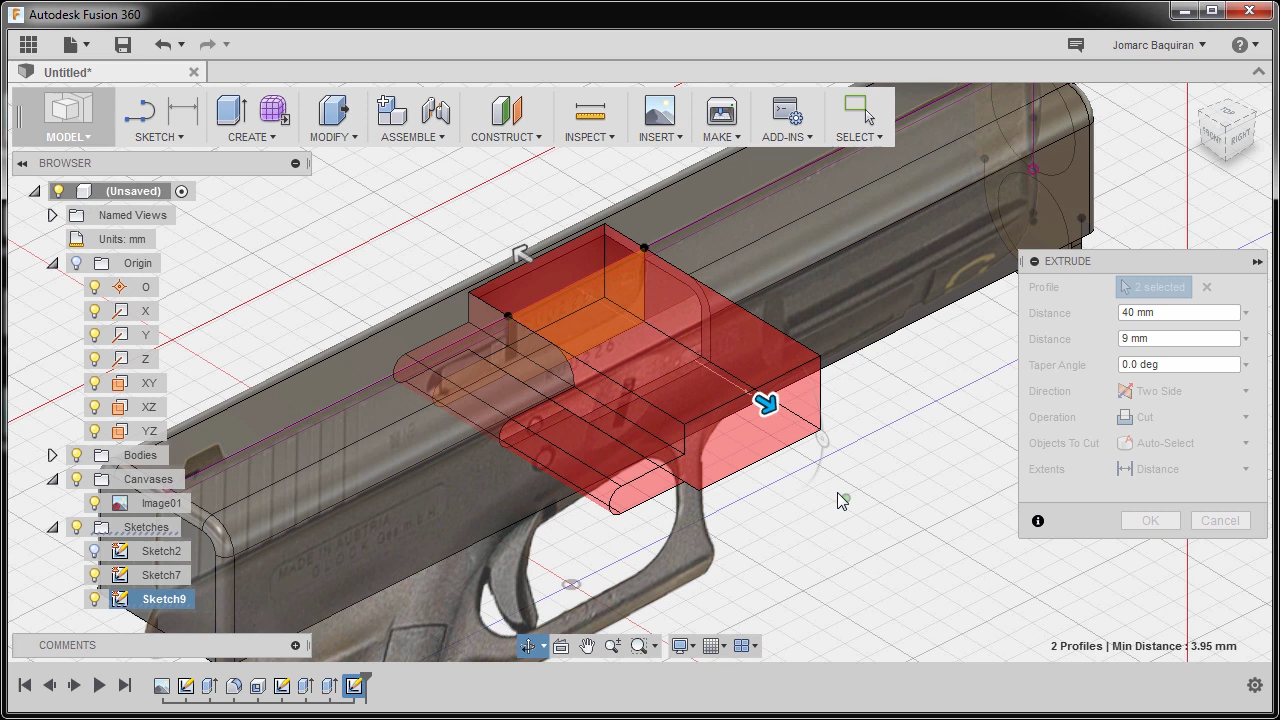 Autodesk Fusion 360
Jomarc Baquiran
Untitled*
MODEL
SKETCH
CREATE
MODIFY
ASSEMBLE
CONSTRUCT
INSPECT
INSERT
MAKE
ADD-INS
SELECT
FRONT
RIGHT
BROWSER
(Unsaved)
Named Views
Units: mm
Origin
O
X
Y
Z
XY
XZ
YZ
Bodies
Canvases
Image01
Sketches
Sketch2
Sketch7
Sketch9
EXTRUDE
Profile 2 selected
Distance 40 mm
Distance 9 mm
Taper Angle 0.0 deg
Direction Two Side
Operation Cut
Objects To Cut Auto-Select
Extents Distance
OK Cancel
MADE IN AUSTRIA
COMMENTS
2 Profiles | Min Distance : 3.95 mm